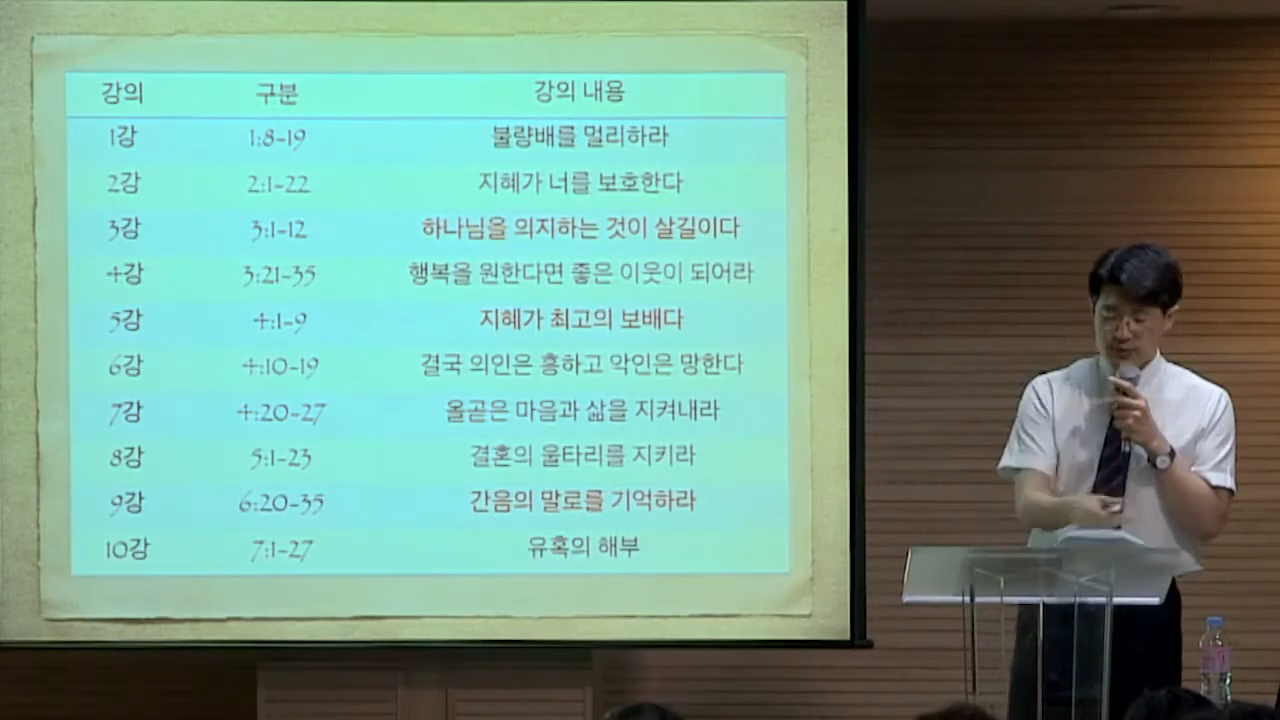 강의 구분 강의 내용
1강 1:8-19 불량배를 멀리하라
2강 2:1-22 지혜가 너를 보호한다
3강 3:1-12 하나님을 의지하는 것이 살길이다
4강 3:21-35 행복을 원한다면 좋은 이웃이 되어라
5강 4:1-9 지혜가 최고의 보배다
6강 4:10-19 결국 의인은 흥하고 악인은 망한다
7강 4:20-27 올곧은 마음과 삶을 지켜내라
8강 5:1-23 결혼의 울타리를 지키라
9강 6:20-35 간음의 말로를 기억하라
10강 7:1-27 유혹의 해부